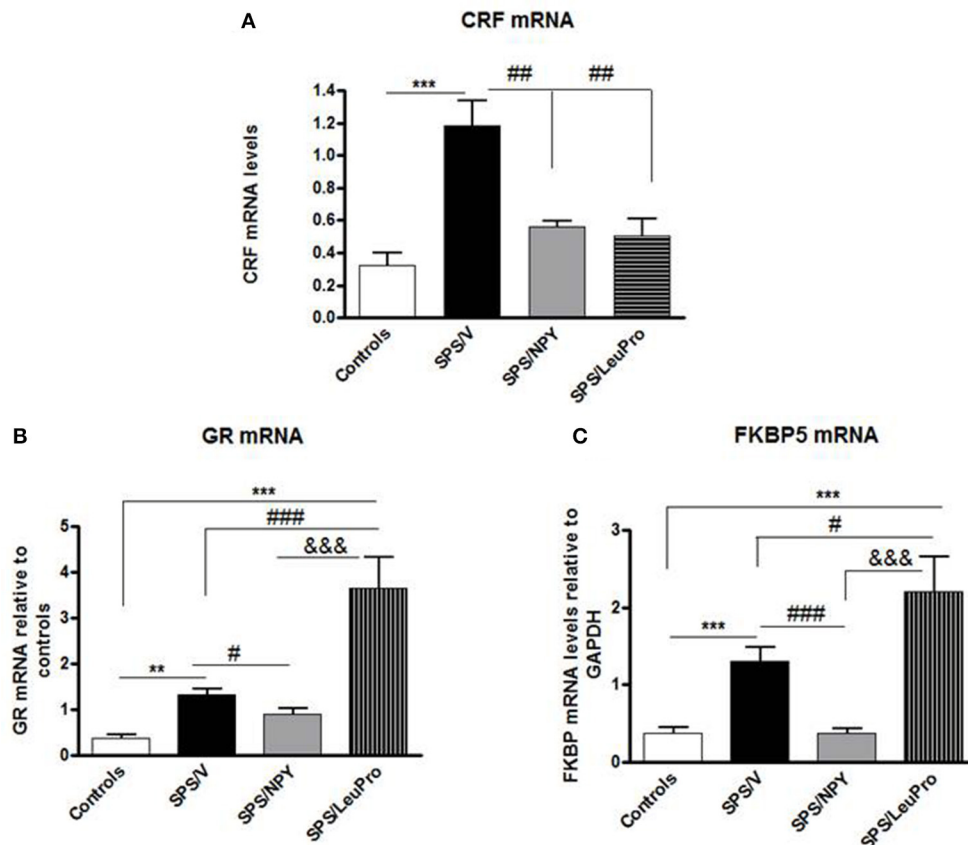 A
CRF mRNA
***
##
##
CRF mRNA levels
1.4
1.2
1.0
0.8
0.6
0.4
0.2
0.0
Controls
SPS/V
SPS/NPY
SPS/LeuPro
B
GR mRNA
***
###
&&&
**
#
GR mRNA relative to
controls
5
4
3
2
1
0
Controls
SPS/V
SPS/NPY
SPS/LeuPro
C
FKBP5 mRNA
***
#
&&&
***
###
FKBP mRNA levels relative to
GAPDH
3
2
1
0
Controls
SPS/V
SPS/NPY
SPS/LeuPro